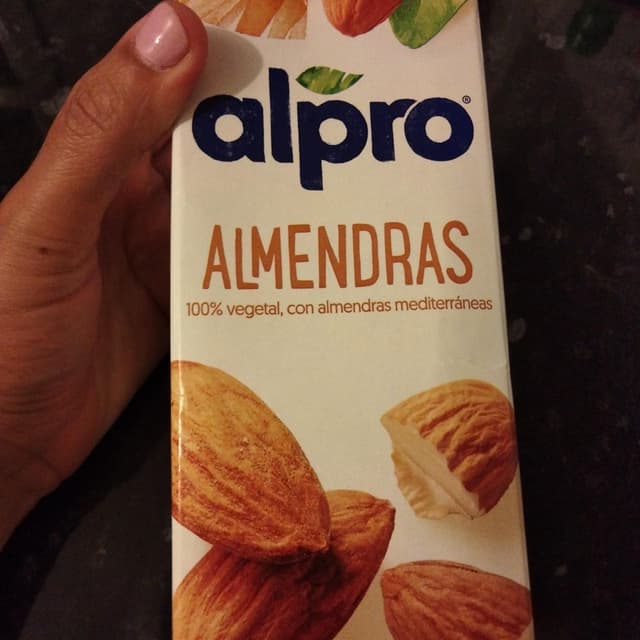 alpro®
ALMENDRAS
100% vegetal, con almendras mediterráneas